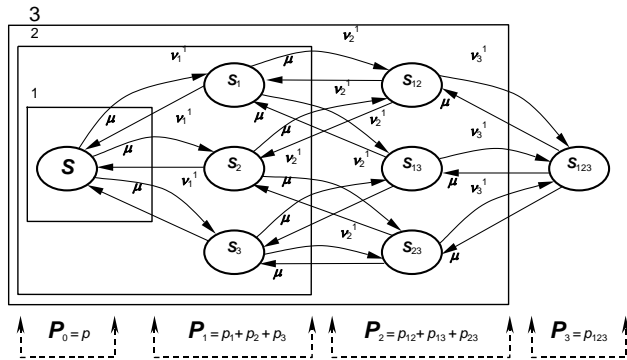 3
2
1
ν₂¹
ν₁¹
μ
ν₃¹
S₁
S₁₂
ν₂¹
μ
μ
ν₁¹
μ
μ
ν₂¹
μ
ν₃¹
μ
S
S₂
ν₂¹
S₁₃
ν₂¹
S₁₂₃
μ
ν₁¹
μ
μ
ν₃¹
μ
ν₂¹
S₃
S₂₃
μ
μ
P₀ = p
P₁ = p₁ + p₂ + p₃
P₂ = p₁₂ + p₁₃ + p₂₃
P₃ = p₁₂₃